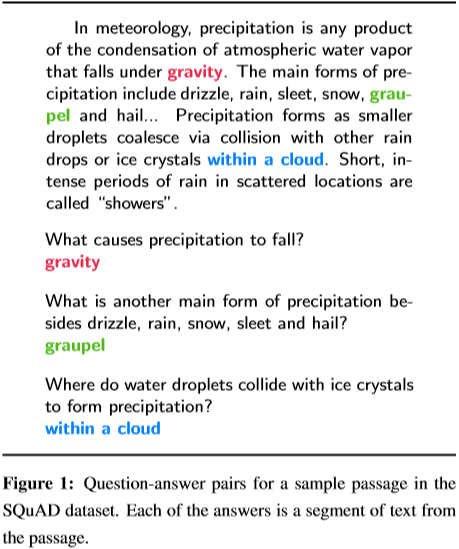 In meteorology, precipitation is any product
of the condensation of atmospheric water vapor
that falls under gravity. The main forms of pre-
cipitation include drizzle, rain, sleet, snow, grau-
pel and hail... Precipitation forms as smaller
droplets coalesce via collision with other rain
drops or ice crystals within a cloud. Short, in-
tense periods of rain in scattered locations are
called “showers”.
What causes precipitation to fall?
gravity
What is another main form of precipitation be-
sides drizzle, rain, snow, sleet and hail?
graupel
Where do water droplets collide with ice crystals
to form precipitation?
within a cloud
Figure 1: Question-answer pairs for a sample passage in the
SQuAD dataset. Each of the answers is a segment of text from
the passage.